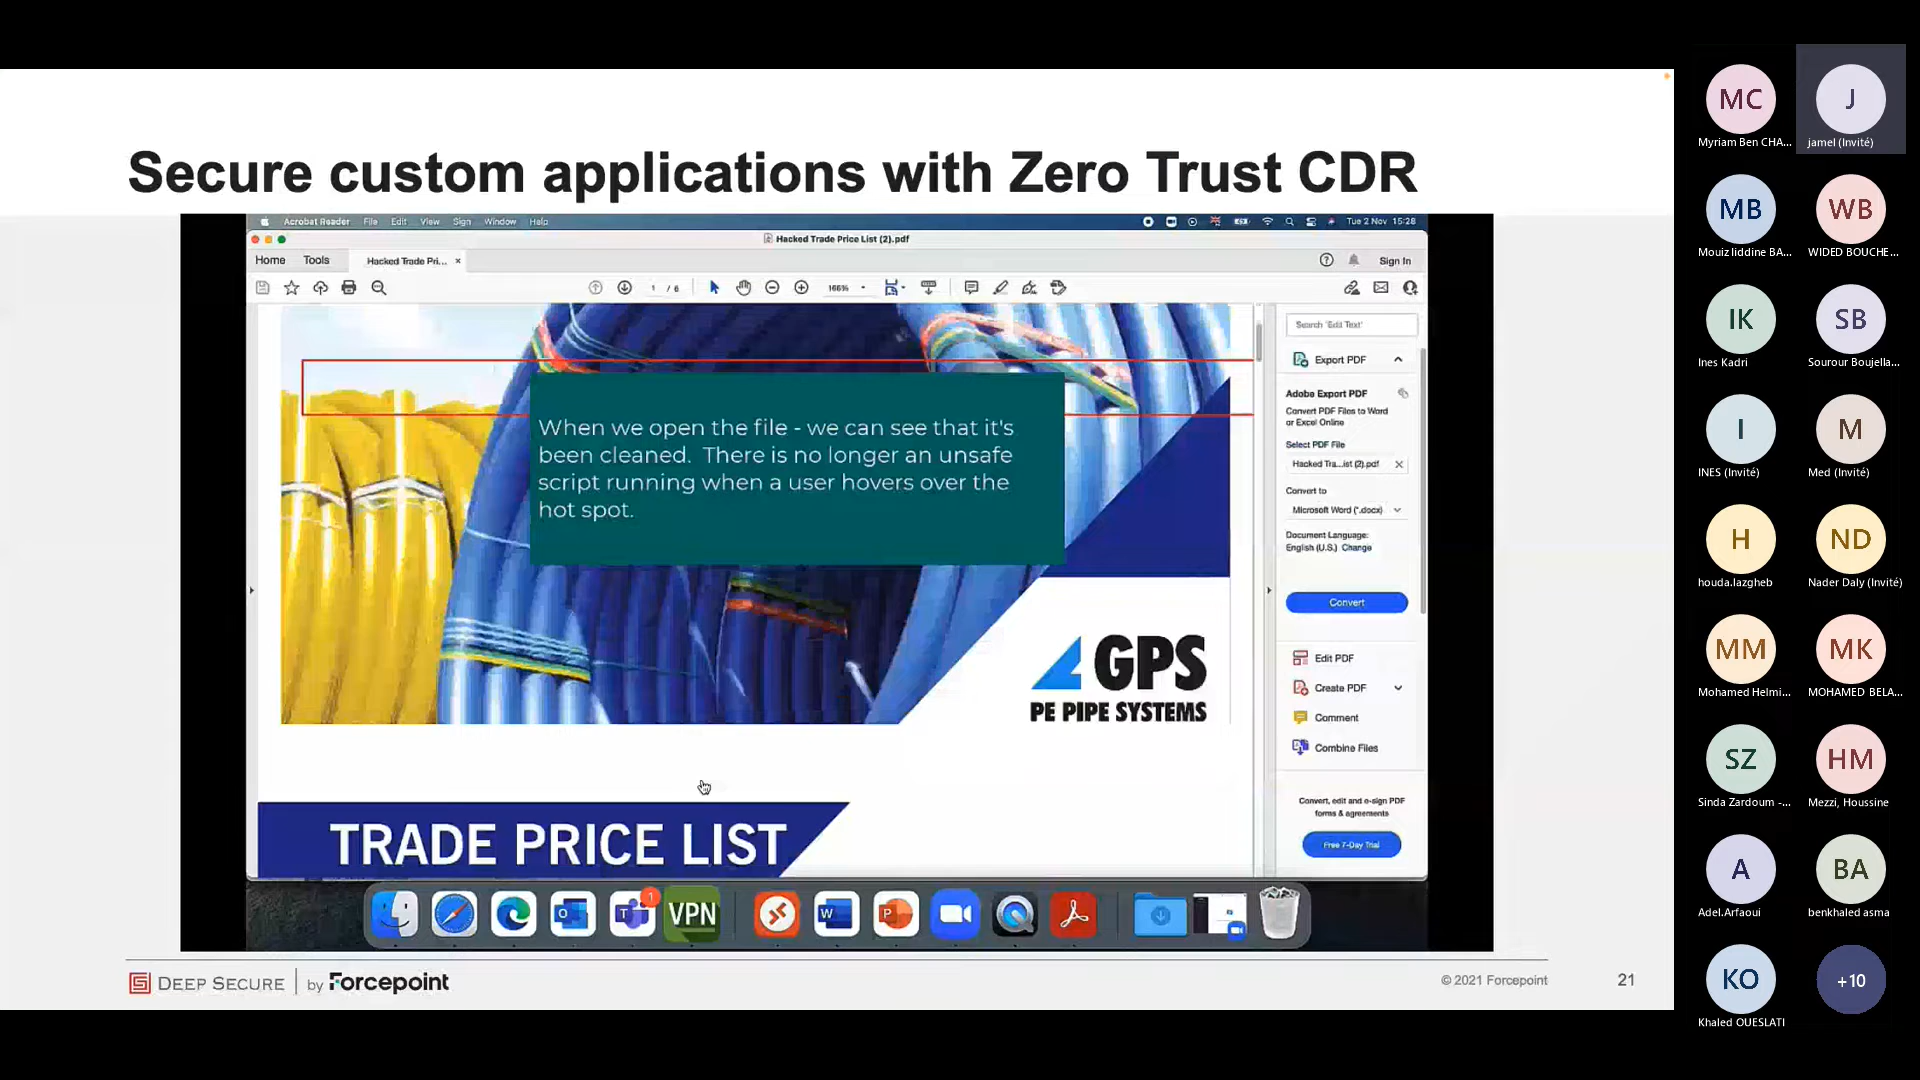 Secure custom applications with Zero Trust CDR
Acrobat Reader File Edit View Sign Window Help
Tue 2 Nov 15:28
Hacked Trade Price List (2).pdf
Home Tools Hacked Trade Pri... ×
Sign In
1 / 6
166%
When we open the file - we can see that it's
been cleaned. There is no longer an unsafe
script running when a user hovers over the
hot spot.
GPS
PE PIPE SYSTEMS
TRADE PRICE LIST
Search 'Edit Text'
Export PDF
Adobe Export PDF
Convert PDF Files to Word
or Excel Online
Select PDF File
Hacked Tra...ist (2).pdf
Convert to
Microsoft Word (*.docx)
Document Language:
English (U.S.) Change
Convert
Edit PDF
Create PDF
Comment
Combine Files
Convert, edit and e-sign PDF
forms & agreements
Free 7-Day Trial
1
VPN
DEEP SECURE by Forcepoint
© 2021 Forcepoint
21
MC
Myriam Ben CHA...
J
jamel (Invité)
MB
Mouiz Iiddine BA...
WB
WIDED BOUCHE...
IK
Ines Kadri
SB
Sourour Boujella...
I
INES (Invité)
M
Med (Invité)
H
houda.lazgheb
ND
Nader Daly (Invité)
MM
Mohamed Helmi...
MK
MOHAMED BELA...
SZ
Sinda Zardoum -...
HM
Mezzi, Houssine
A
Adel.Arfaoui
BA
benkhaled asma
KO
Khaled OUESLATI
+10